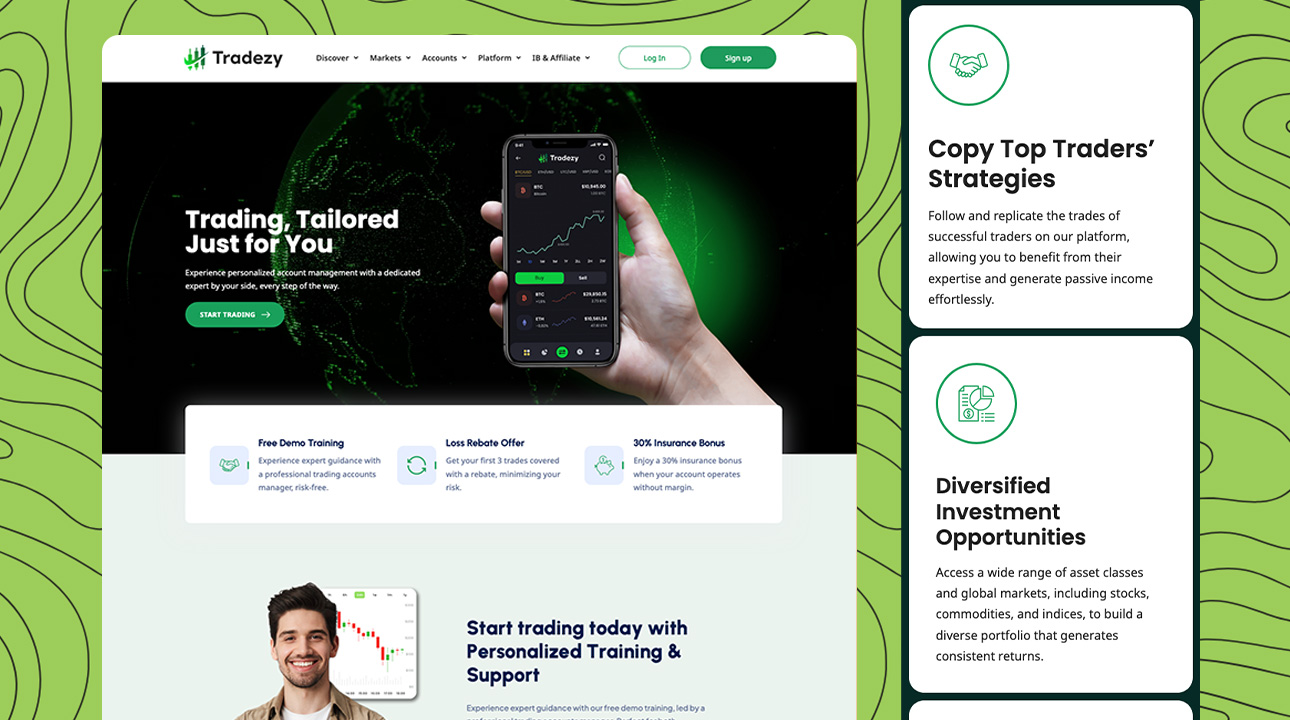 Tradezy
Discover
Markets
Accounts
Platform
IB & Affiliate
Log In
Sign up
Trading, Tailored
Just for You
Experience personalized account management with a dedicated
expert by your side, every step of the way.
START TRADING
Tradezy
BTC
Bitcoin
$10,945.00
Buy
Sell
BTC
$29,850.15
ETH
$10,561.24
Free Demo Training
Experience expert guidance with
a professional trading accounts
manager, risk-free.
Loss Rebate Offer
Get your first 3 trades covered
with a rebate, minimizing your
risk.
30% Insurance Bonus
Enjoy a 30% insurance bonus
when your account operates
without margin.
Start trading today with
Personalized Training &
Support
Experience expert guidance with our free demo training, led by a
Copy Top Traders’
Strategies
Follow and replicate the trades of
successful traders on our platform,
allowing you to benefit from their
expertise and generate passive income
effortlessly.
Diversified
Investment
Opportunities
Access a wide range of asset classes
and global markets, including stocks,
commodities, and indices, to build a
diverse portfolio that generates
consistent returns.